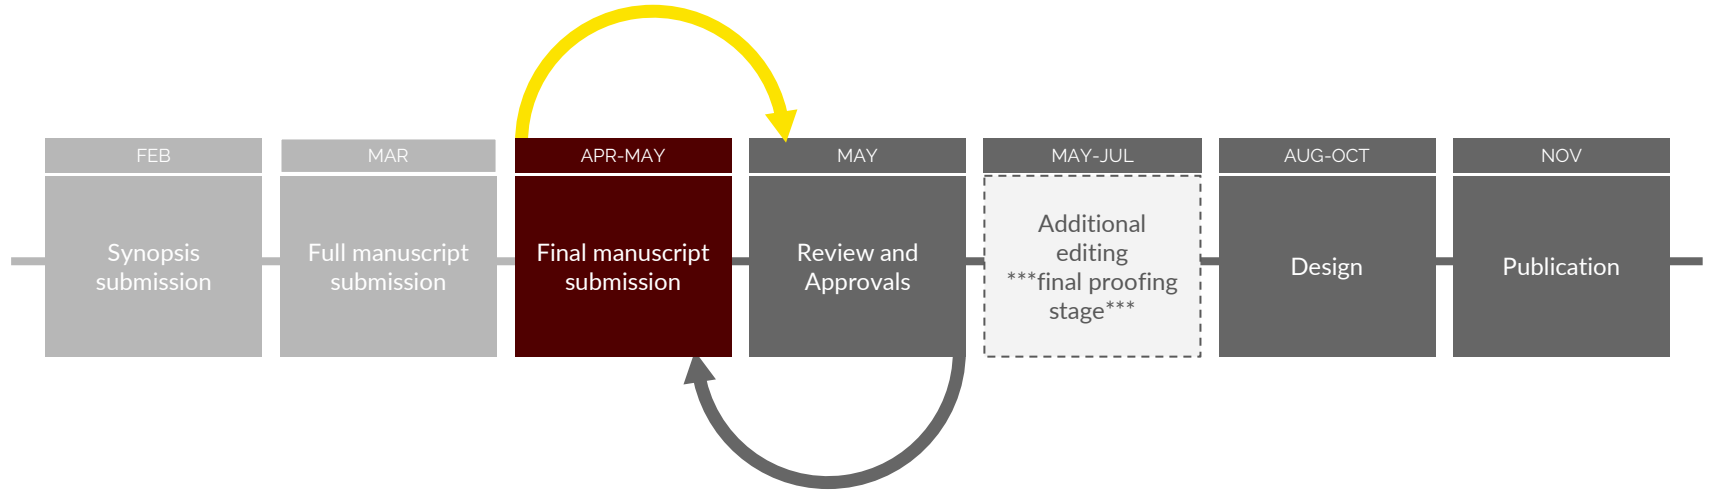 FEB
Synopsis
submission
MAR
Full manuscript
submission
APR-MAY
Final manuscript
submission
MAY
Review and
Approvals
MAY-JUL
Additional
editing
***final proofing
stage***
AUG-OCT
Design
NOV
Publication